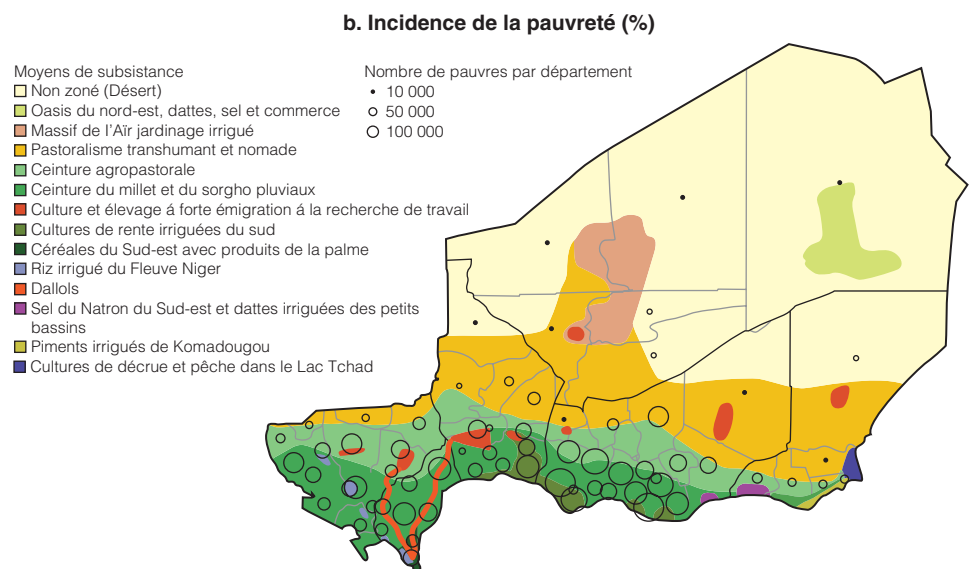 b. Incidence de la pauvreté (%)
Moyens de subsistance
Non zoné (Désert)
Oasis du nord-est, dattes, sel et commerce
Massif de l'Aïr jardinage irrigué
Pastoralisme transhumant et nomade
Ceinture agropastorale
Ceinture du millet et du sorgho pluviaux
Culture et élevage á forte émigration á la recherche de travail
Cultures de rente irriguées du sud
Céréales du Sud-est avec produits de la palme
Riz irrigué du Fleuve Niger
Dallols
Sel du Natron du Sud-est et dattes irriguées des petits
bassins
Piments irrigués de Komadougou
Cultures de décrue et pêche dans le Lac Tchad
Nombre de pauvres par département
10 000
50 000
100 000